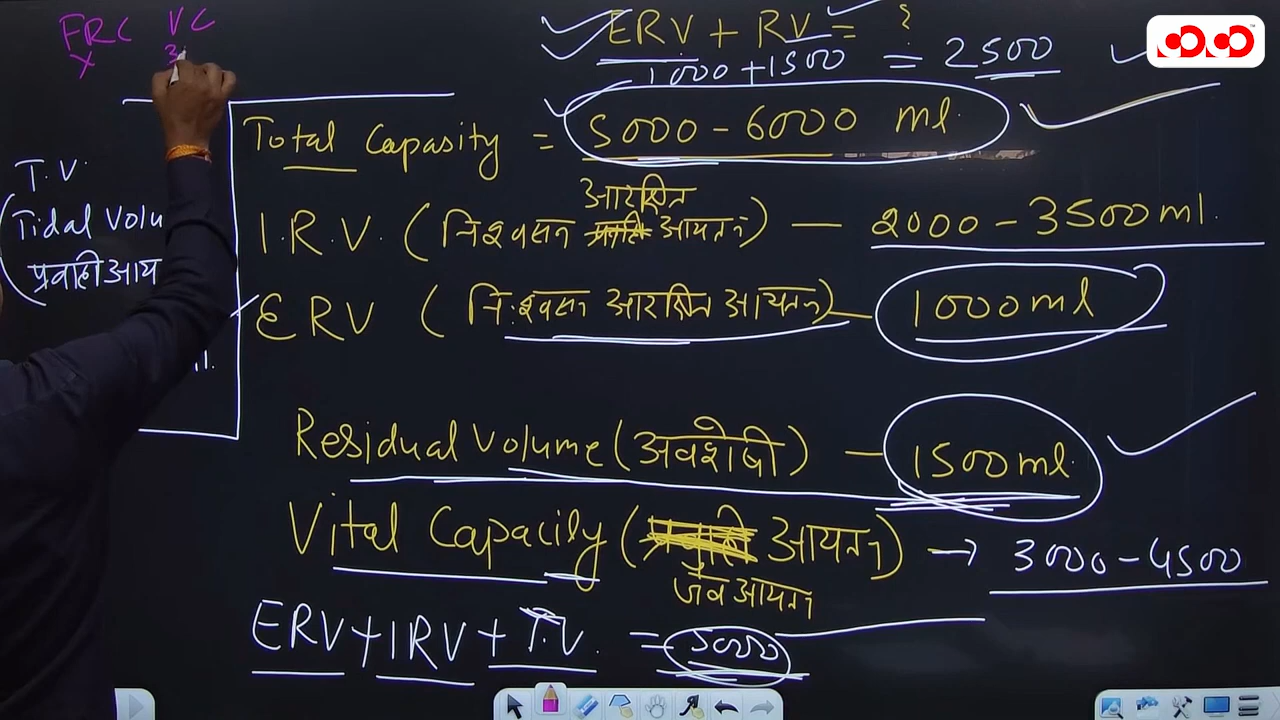 FRC VC
x 3
ERV + RV = ?
1000 + 1500 = 2500
Total Capasity = 5000 - 6000 ml.
T.V.
Tidal Volu
प्रवाही आय
आरक्षित
I.R.V. ( निश्वसन आयतन ) — 2000 - 3500 ml.
ERV ( नि:श्वसन आरक्षित आयतन ) — 1000 ml
Residual Volume ( अवशेषी ) — 1500 ml.
Vital Capacity ( आयतन ) → 3000 - 4500
जैव आयतन
ERV + IRV + T.V. = 5000